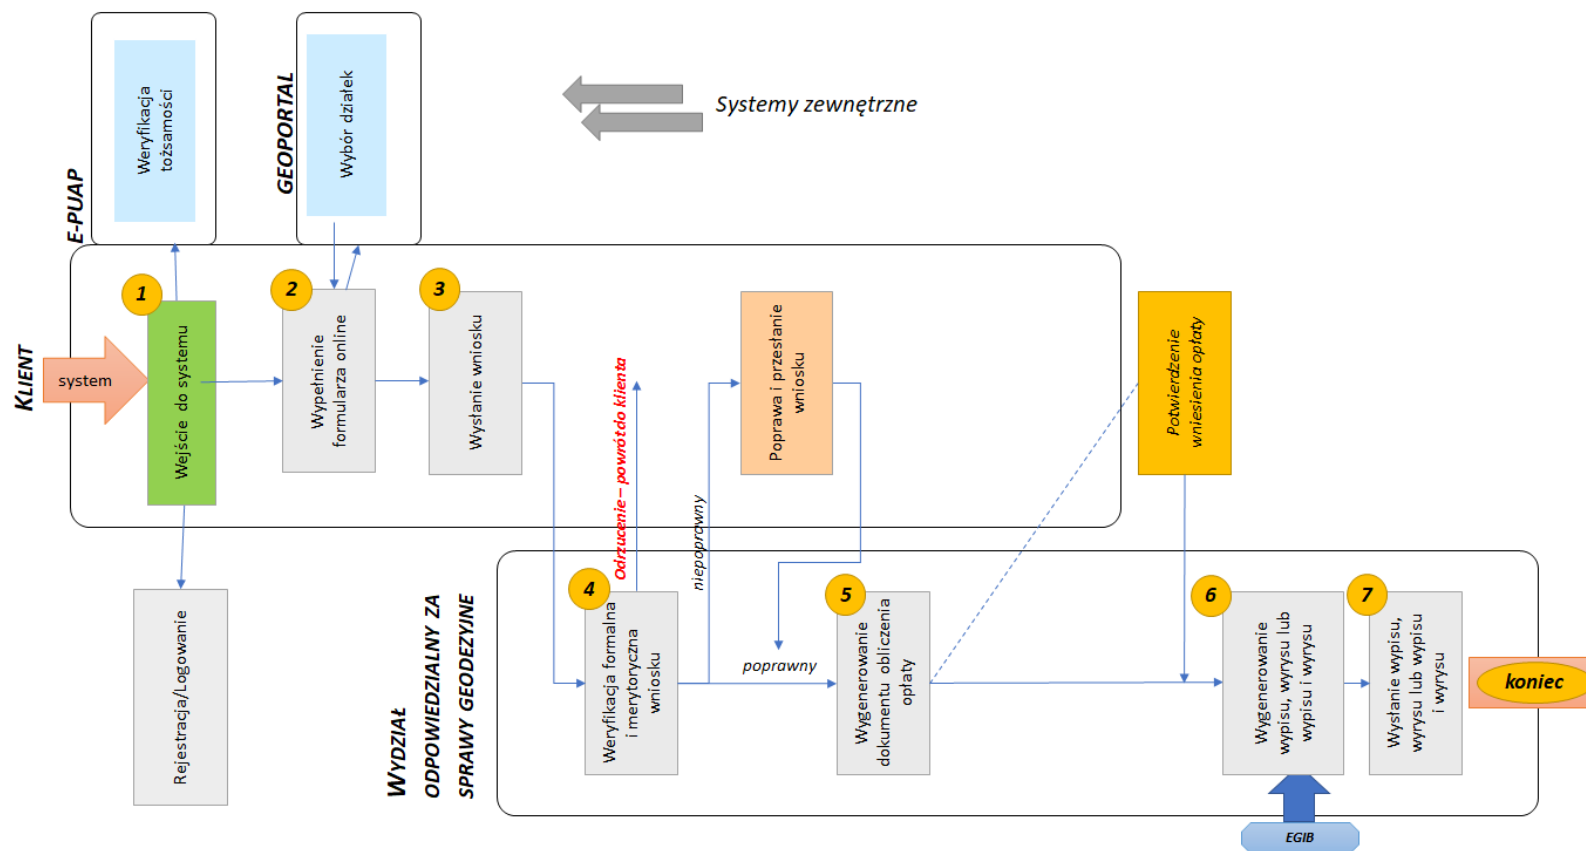 E-PUAP
Weryfikacja
tożsamości
GEOPORTAL
Wybór działek
Systemy zewnętrzne
KLIENT
system
1
Wejście do systemu
2
Wypełnienie
formularza online
3
Wysłanie wniosku
Odrzucenie – powrót do klienta
niepoprawny
Poprawa i przesłanie
wniosku
Potwierdzenie
wniesienia opłaty
Rejestracja/Logowanie
WYDZIAŁ
ODPOWIEDZIALNY ZA
SPRAWY GEODEZYJNE
4
Weryfikacja formalna
i merytoryczna
wniosku
poprawny
5
Wygenerowanie
dokumentu obliczenia
opłaty
6
Wygenerowanie
wypisu, wyrysu lub
wypisu i wyrysu
7
Wysłanie wypisu,
wyrysu lub wypisu
i wyrysu
koniec
EGIB